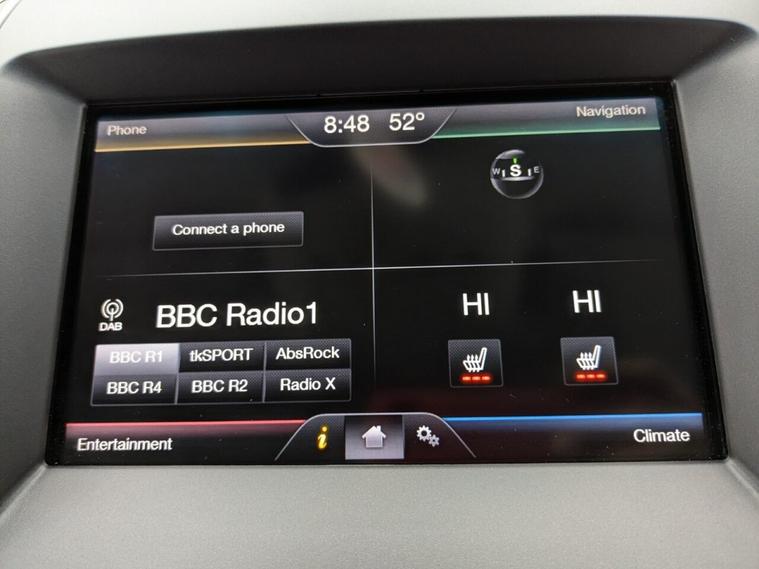 Phone
8:48 52°
Navigation
W S E
Connect a phone
DAB
BBC Radio1
HI HI
BBC R1 tkSPORT AbsRock
BBC R4 BBC R2 Radio X
Entertainment
i
Climate